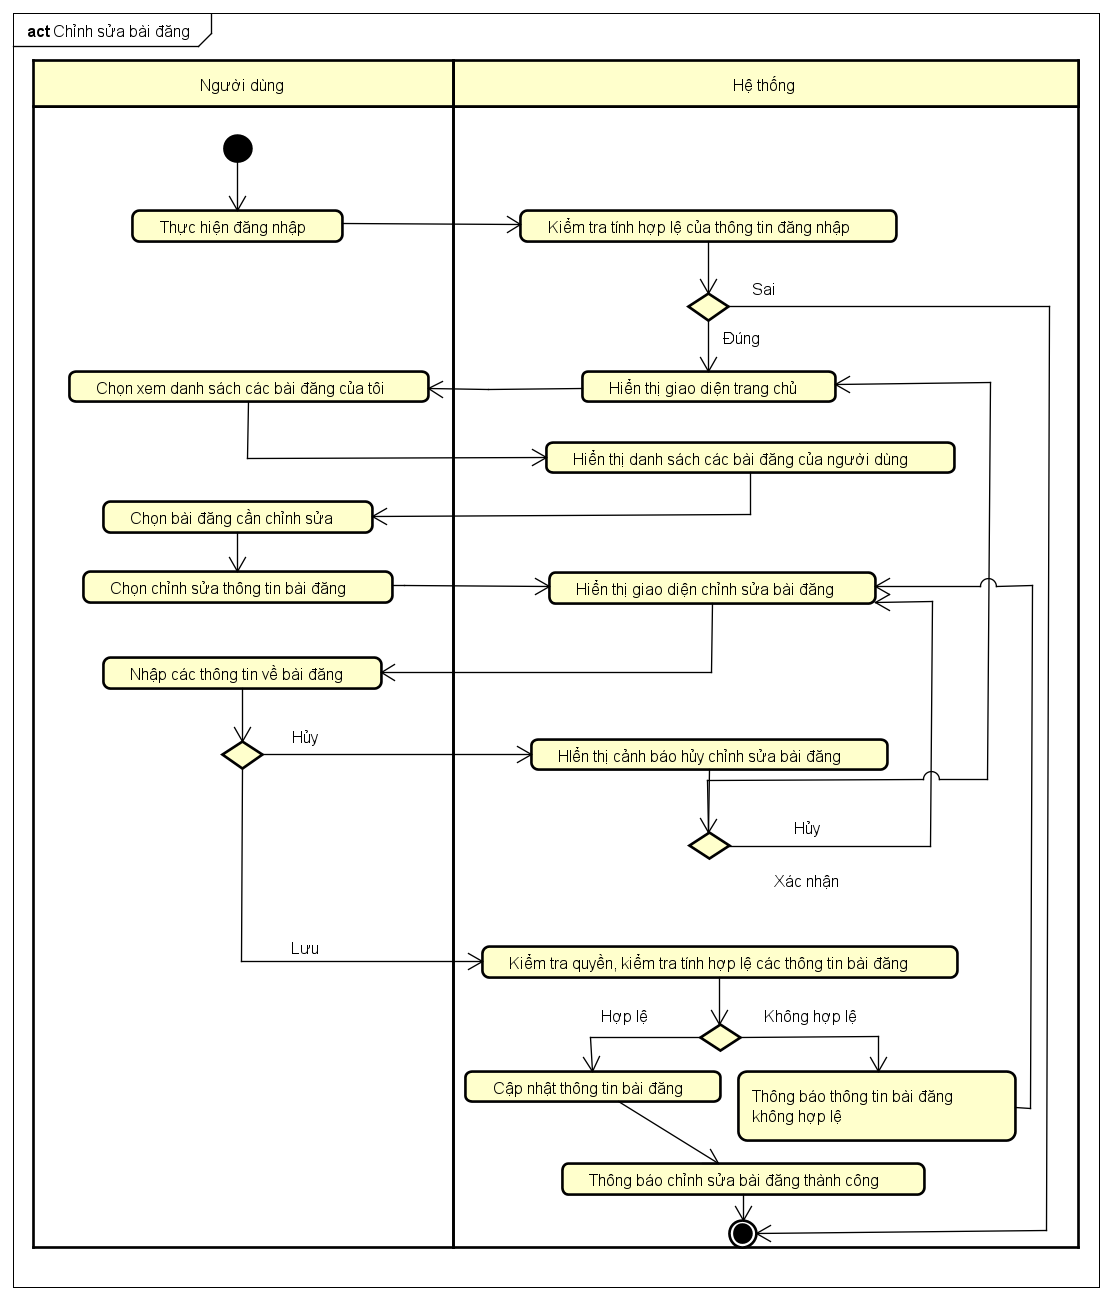 act Chỉnh sửa bài đăng
Người dùng
Hệ thống
Thực hiện đăng nhập
Kiểm tra tính hợp lệ của thông tin đăng nhập
Sai
Đúng
Chọn xem danh sách các bài đăng của tôi
Hiển thị giao diện trang chủ
Hiển thị danh sách các bài đăng của người dùng
Chọn bài đăng cần chỉnh sửa
Chọn chỉnh sửa thông tin bài đăng
Hiển thị giao diện chỉnh sửa bài đăng
Nhập các thông tin về bài đăng
Hủy
HIển thị cảnh báo hủy chỉnh sửa bài đăng
Hủy
Xác nhận
Lưu
Kiểm tra quyền, kiểm tra tính hợp lệ các thông tin bài đăng
Hợp lệ
Không hợp lệ
Cập nhật thông tin bài đăng
Thông báo thông tin bài đăng
không hợp lệ
Thông báo chỉnh sửa bài đăng thành công